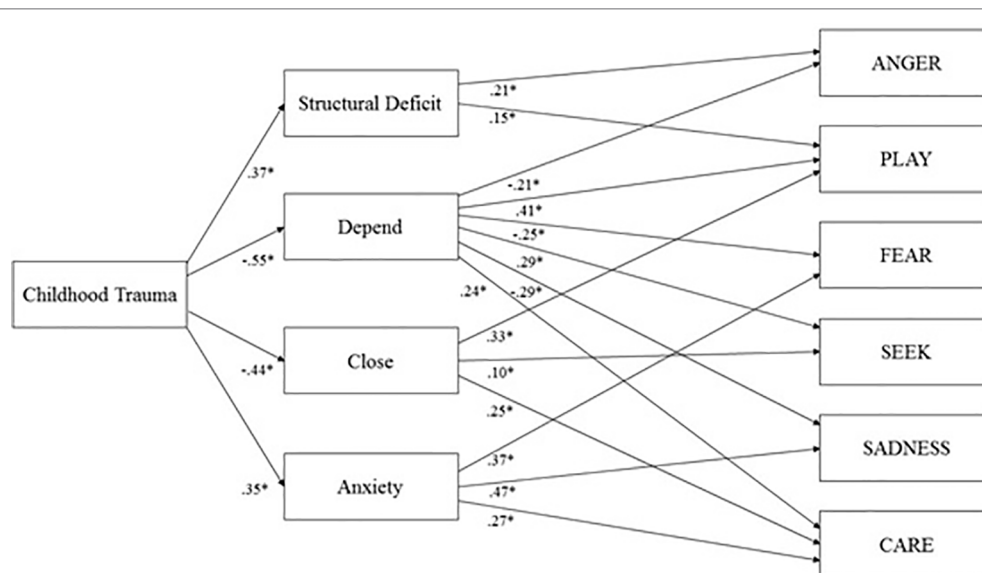 ANGER
Structural Deficit
.21*
.15*
PLAY
.37*
-.21*
Depend
.41*
-.25*
FEAR
-.55*
.29*
Childhood Trauma
.24*
-.29*
.33*
SEEK
Close
-.44*
.10*
.25*
SADNESS
.37*
Anxiety
.35*
.47*
.27*
CARE